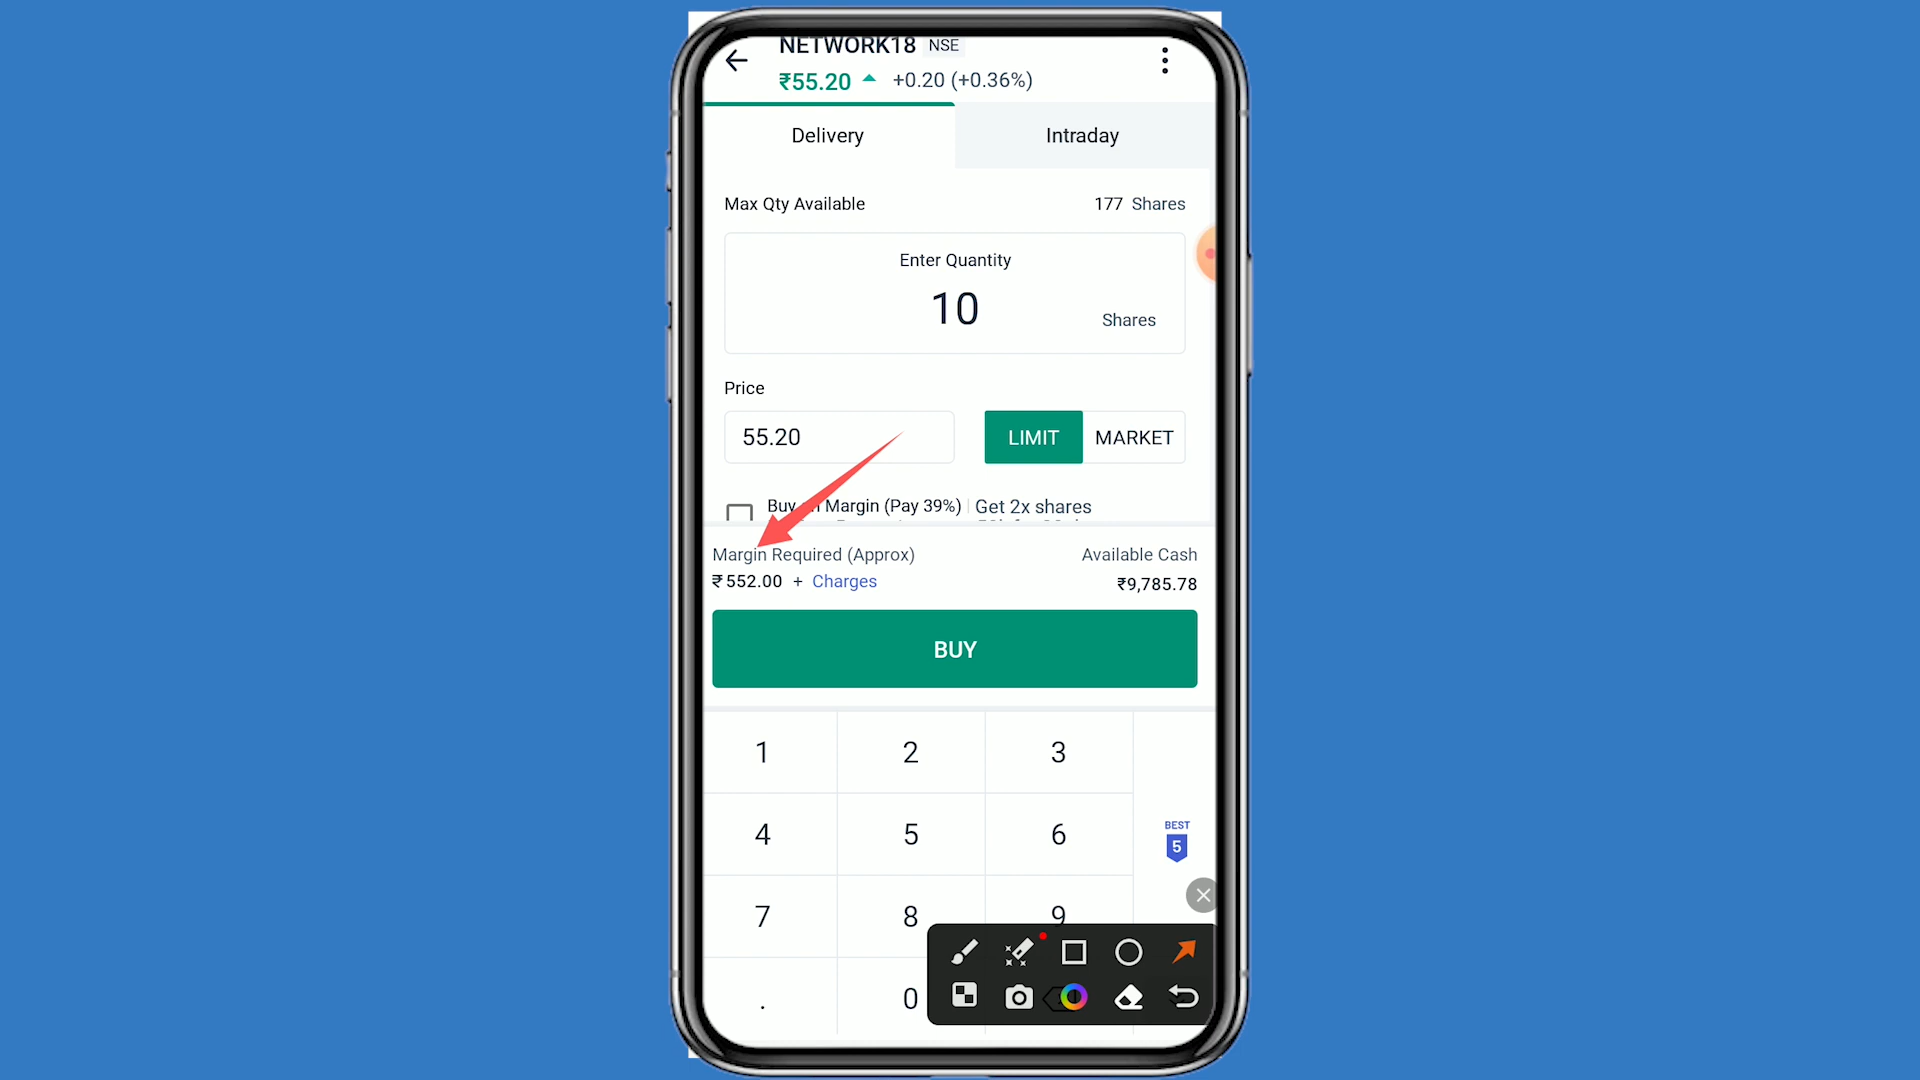 NETWORK18 NSE
₹55.20 +0.20 (+0.36%)
Delivery Intraday
Max Qty Available 177 Shares
Enter Quantity
10
Shares
Price
55.20 LIMIT MARKET
Margin (Pay 39%) Get 2x shares
Margin Required (Approx) Available Cash
₹552.00 + Charges ₹9,785.78
BUY
1 2 3
4 5 6
BEST
5
7 8 9
. 0